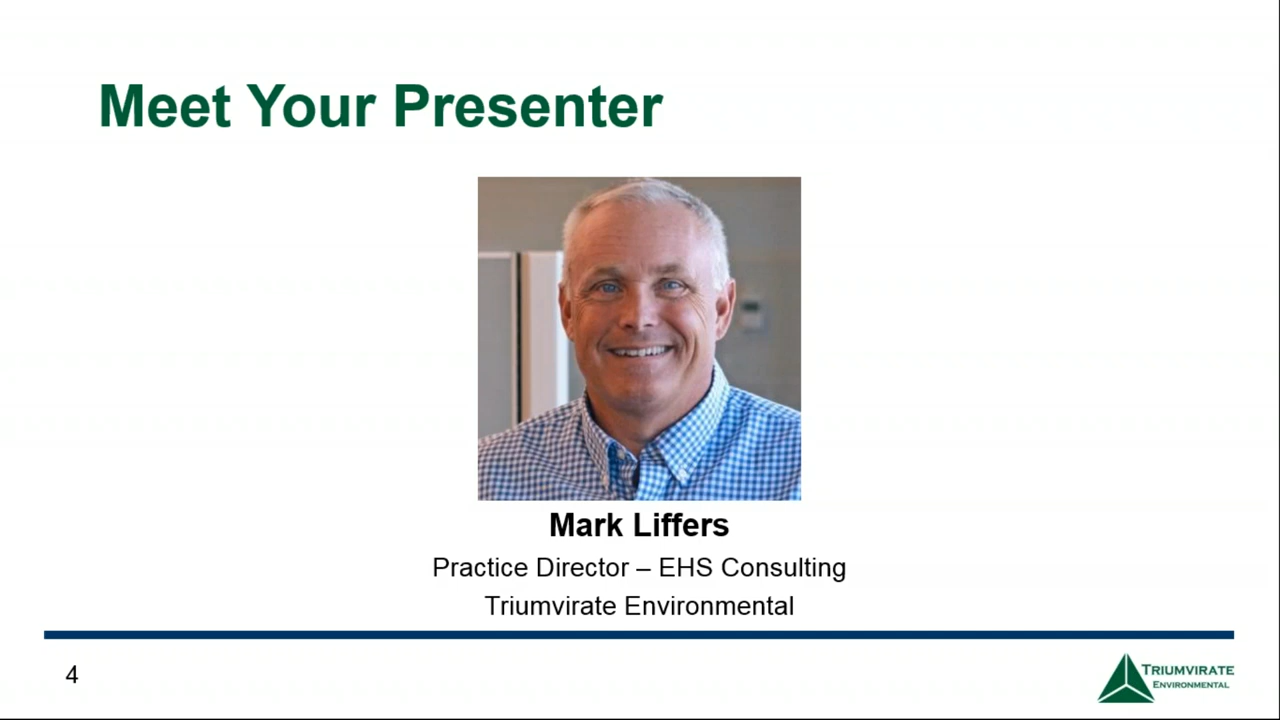 Meet Your Presenter
Mark Liffers
Practice Director – EHS Consulting
Triumvirate Environmental
4
TRIUMVIRATE
ENVIRONMENTAL